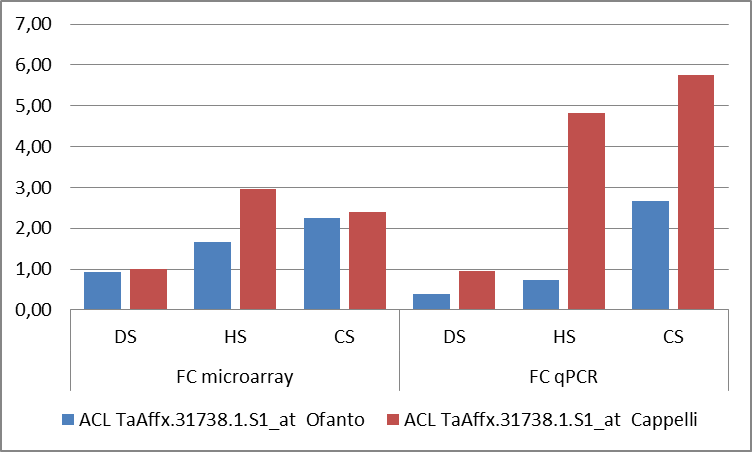 7,00
6,00
5,00
4,00
3,00
2,00
1,00
0,00
DS HS CS DS HS CS
FC microarray FC qPCR
ACL TaAffx.31738.1.S1_at Ofanto ACL TaAffx.31738.1.S1_at Cappelli